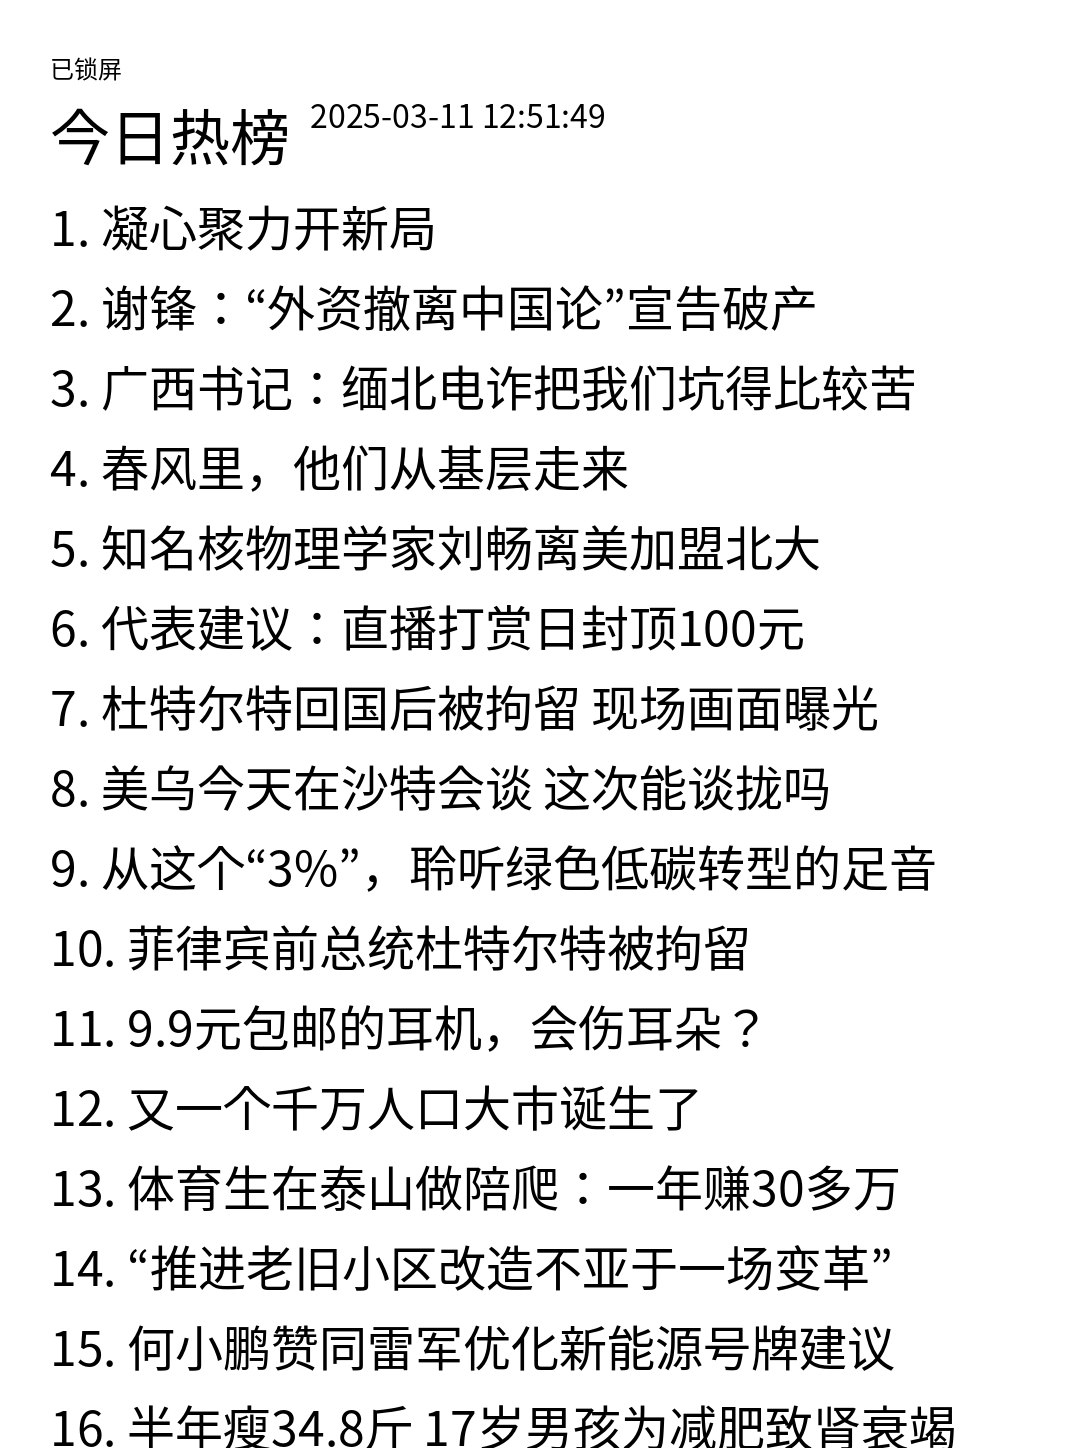 已锁屏
今日热榜 2025-03-11 12:51:49
1. 凝心聚力开新局
2. 谢锋：“外资撤离中国论”宣告破产
3. 广西书记：缅北电诈把我们坑得比较苦
4. 春风里，他们从基层走来
5. 知名核物理学家刘畅离美加盟北大
6. 代表建议：直播打赏日封顶100元
7. 杜特尔特回国后被拘留 现场画面曝光
8. 美乌今天在沙特会谈 这次能谈拢吗
9. 从这个“3%”，聆听绿色低碳转型的足音
10. 菲律宾前总统杜特尔特被拘留
11. 9.9元包邮的耳机，会伤耳朵？
12. 又一个千万人口大市诞生了
13. 体育生在泰山做陪爬：一年赚30多万
14. “推进老旧小区改造不亚于一场变革”
15. 何小鹏赞同雷军优化新能源号牌建议
16. 半年瘦34.8斤 17岁男孩为减肥致肾衰竭